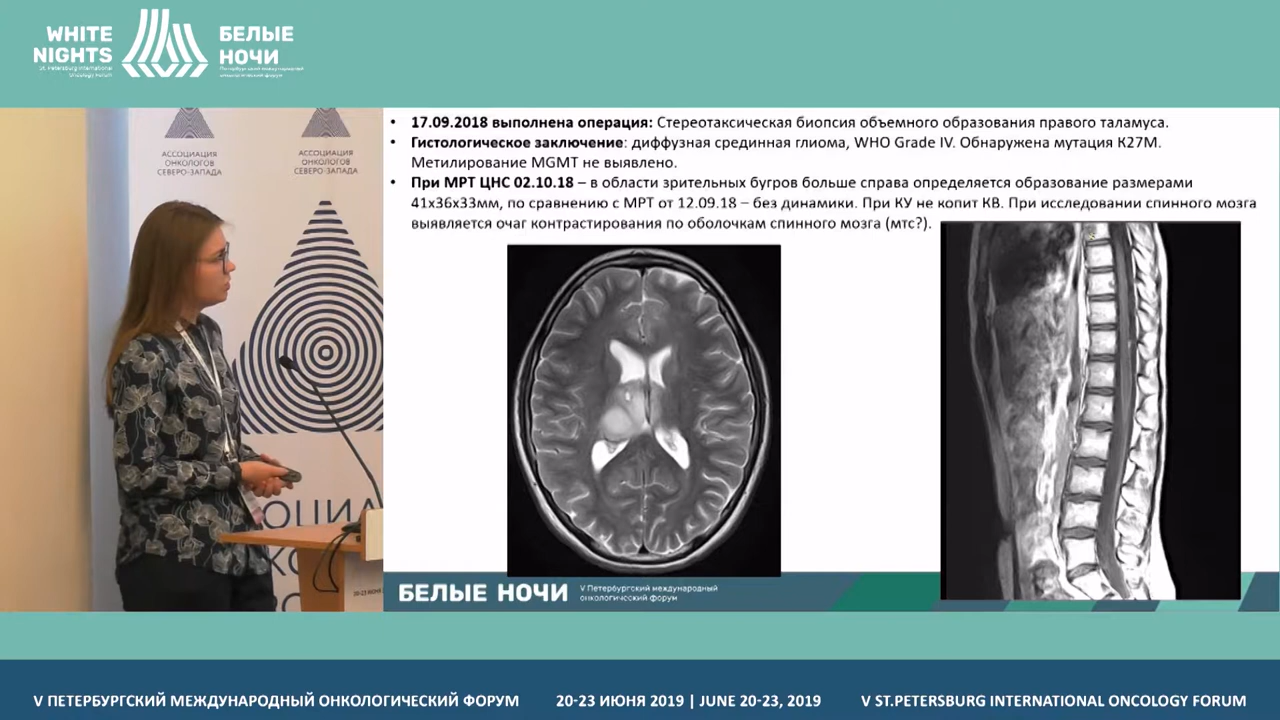 WHITE
NIGHTS
St. Petersburg International
Oncology Forum
БЕЛЫЕ
НОЧИ
Петербургский международный
онкологический форум
АССОЦИАЦИЯ
ОНКОЛОГОВ
СЕВЕРО-ЗАПАДА
АССОЦИАЦИЯ
ОНКОЛОГОВ
СЕВЕРО-ЗАПАДА
• 17.09.2018 выполнена операция: Стереотаксическая биопсия объемного образования правого таламуса.
• Гистологическое заключение: диффузная срединная глиома, WHO Grade IV. Обнаружена мутация К27М.
Метилирование MGMT не выявлено.
• При МРТ ЦНС 02.10.18 – в области зрительных бугров больше справа определяется образование размерами
41х36х33мм, по сравнению с МРТ от 12.09.18 – без динамики. При КУ не копит КВ. При исследовании спинного мозга
выявляется очаг контрастирования по оболочкам спинного мозга (мтс?).
БЕЛЫЕ НОЧИ
V Петербургский международный
онкологический форум
V ПЕТЕРБУРГСКИЙ МЕЖДУНАРОДНЫЙ ОНКОЛОГИЧЕСКИЙ ФОРУМ
20-23 ИЮНЯ 2019 | JUNE 20-23, 2019
V ST.PETERSBURG INTERNATIONAL ONCOLOGY FORUM